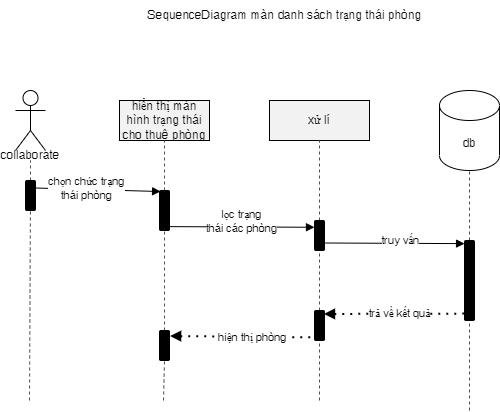 SequenceDiagram màn danh sách trạng thái phòng
hiển thị màn
hình trạng thái
cho thuê phòng
xử lí
db
collaborate
chọn chức trạng
thái phòng
lọc trạng
thái các phòng
truy vấn
trả về kết quả
hiện thị phòng